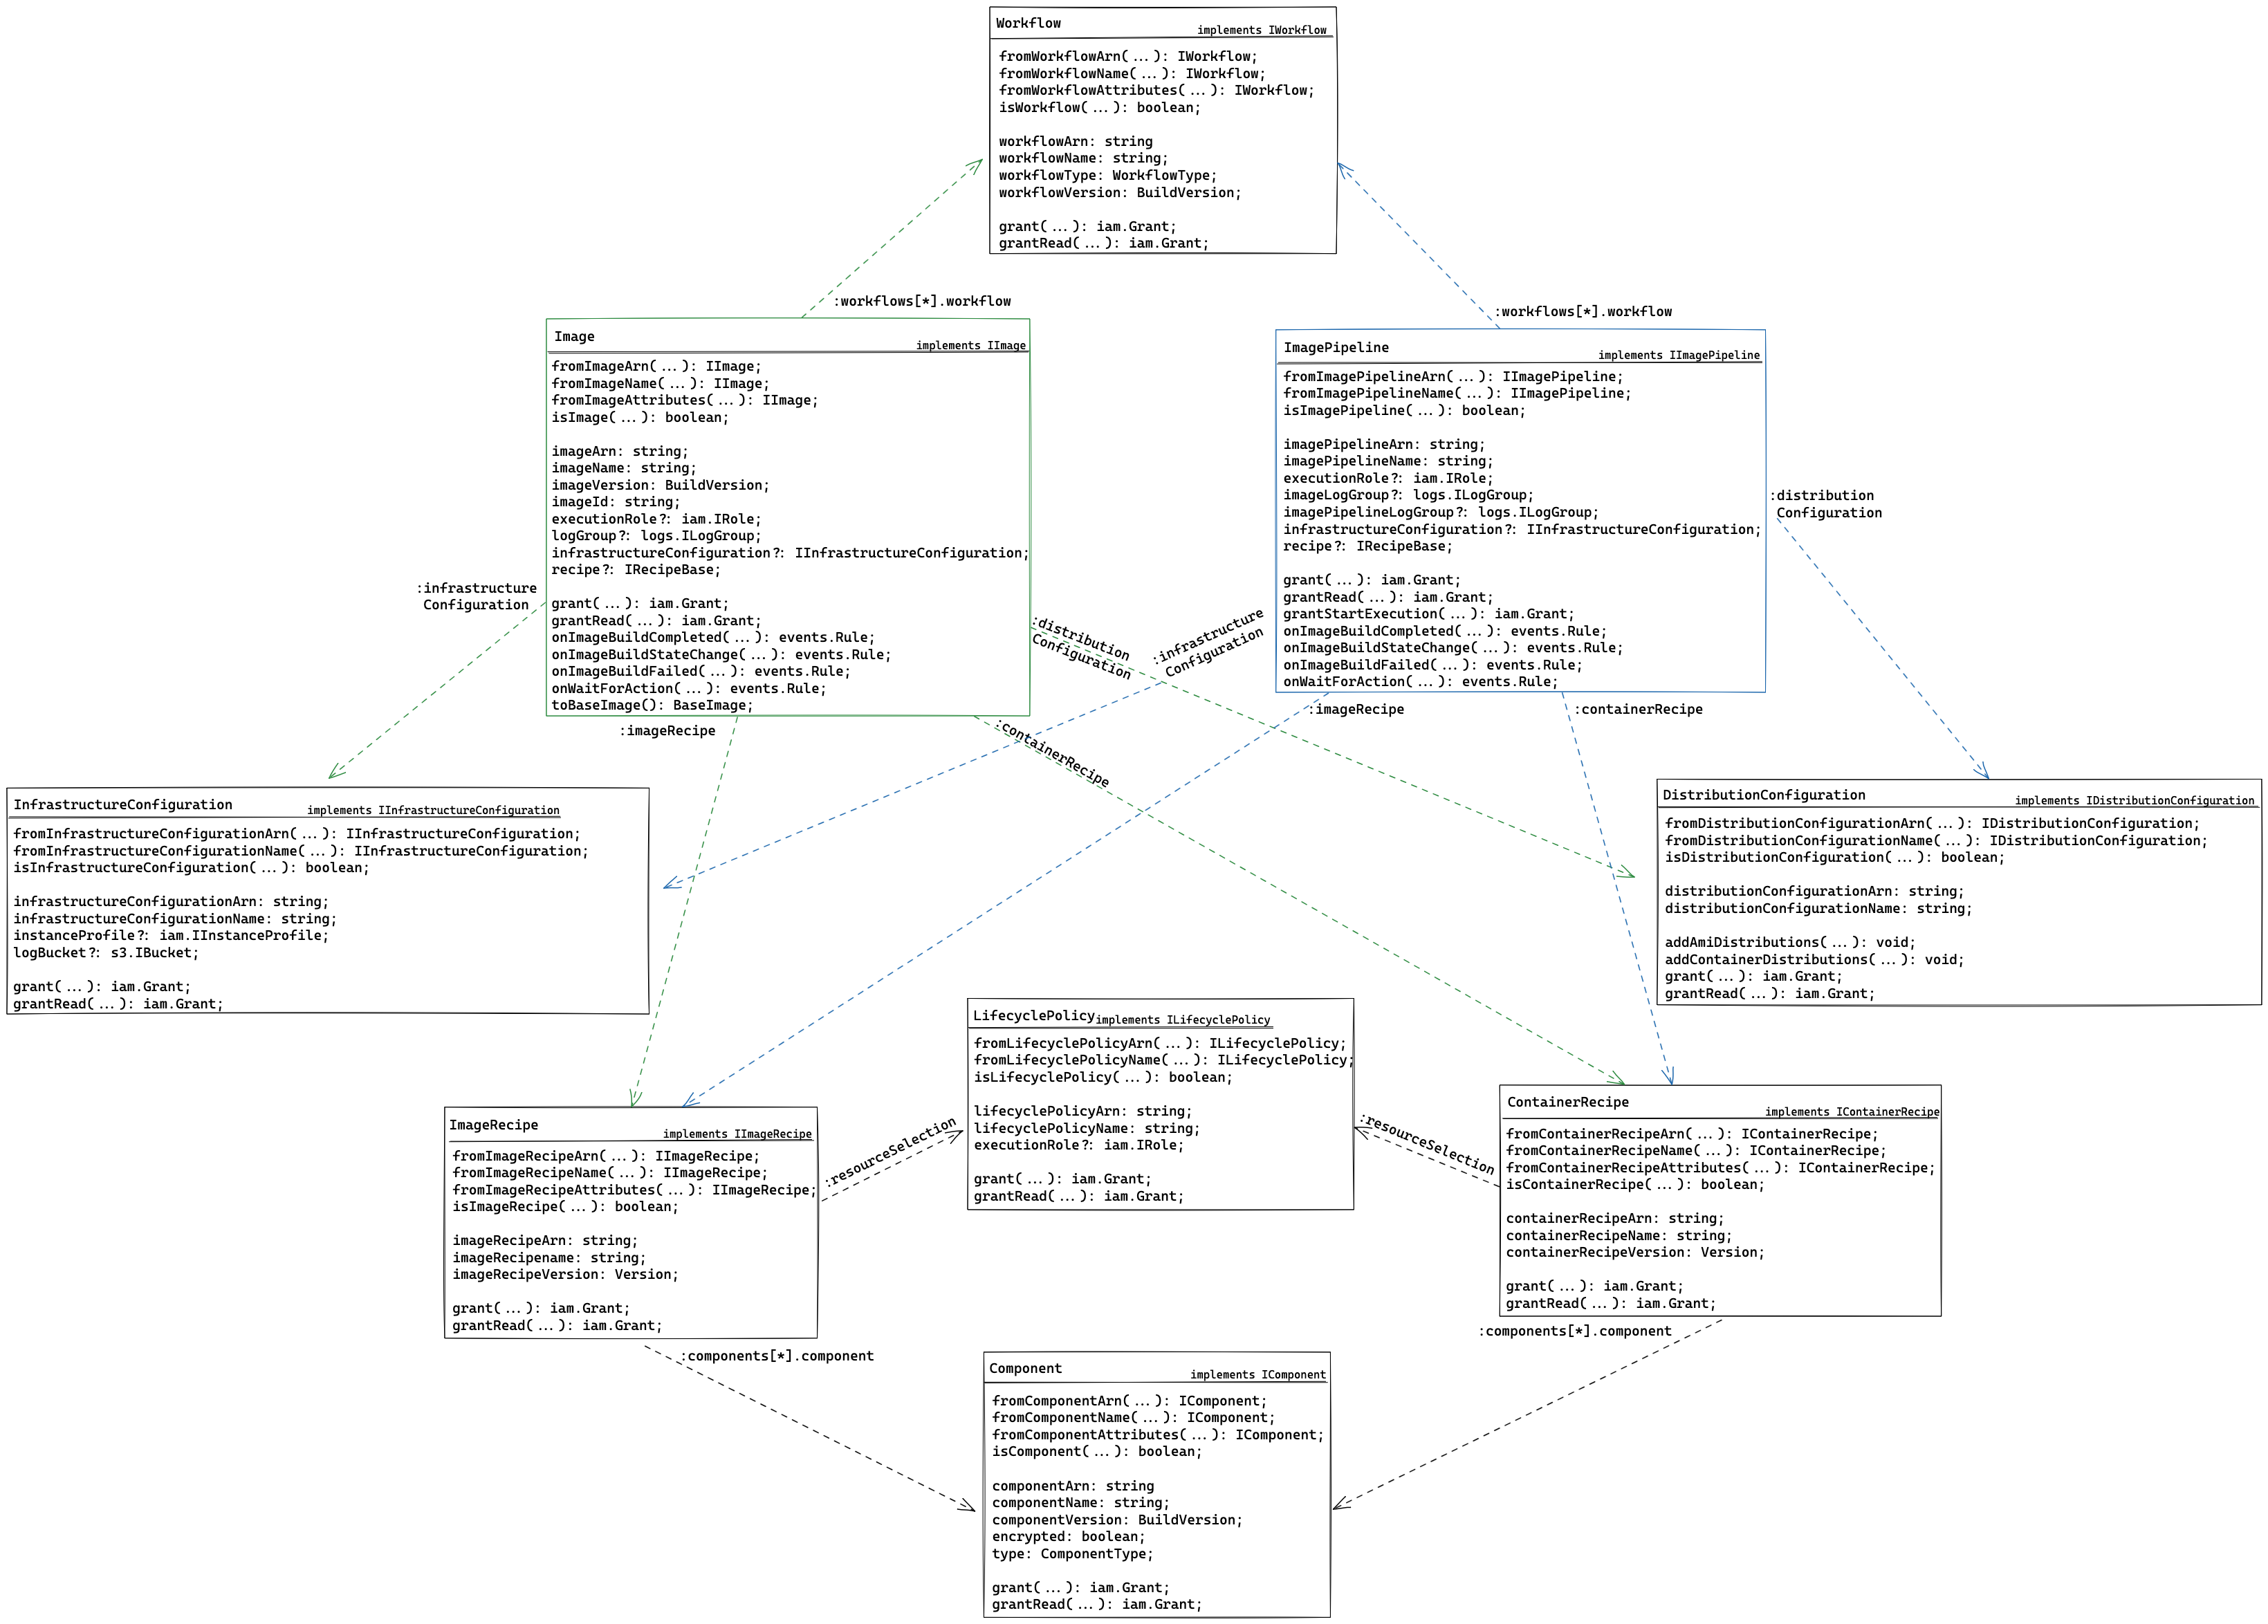 Workflow
implements IWorkflow
fromWorkflowArn(...): IWorkflow;
fromWorkflowName(...): IWorkflow;
fromWorkflowAttributes(...): IWorkflow;
isWorkflow(...): boolean;
workflowArn: string
workflowName: string;
workflowType: WorkflowType;
workflowVersion: BuildVersion;
grant(...): iam.Grant;
grantRead(...): iam.Grant;
:workflows[*].workflow
:workflows[*].workflow
Image
implements IImage
fromImageArn(...): IImage;
fromImageName(...): IImage;
fromImageAttributes(...): IImage;
isImage(...): boolean;
imageArn: string;
imageName: string;
imageVersion: BuildVersion;
imageId: string;
executionRole?: iam.IRole;
logGroup?: logs.ILogGroup;
infrastructureConfiguration?: IInfrastructureConfiguration;
recipe?: IRecipeBase;
grant(...): iam.Grant;
grantRead(...): iam.Grant;
onImageBuildCompleted(...): events.Rule;
onImageBuildStateChange(...): events.Rule;
onImageBuildFailed(...): events.Rule;
onWaitForAction(...): events.Rule;
toBaseImage(): BaseImage;
ImagePipeline
implements IImagePipeline
fromImagePipelineArn(...): IImagePipeline;
fromImagePipelineName(...): IImagePipeline;
isImagePipeline(...): boolean;
imagePipelineArn: string;
imagePipelineName: string;
executionRole?: iam.IRole;
imageLogGroup?: logs.ILogGroup;
imagePipelineLogGroup?: logs.ILogGroup;
infrastructureConfiguration?: IInfrastructureConfiguration;
recipe?: IRecipeBase;
grant(...): iam.Grant;
grantRead(...): iam.Grant;
grantStartExecution(...): iam.Grant;
onImageBuildCompleted(...): events.Rule;
onImageBuildStateChange(...): events.Rule;
onImageBuildFailed(...): events.Rule;
onWaitForAction(...): events.Rule;
:distribution
Configuration
:infrastructure
Configuration
:distribution
Configuration
:infrastructure
Configuration
:imageRecipe
:containerRecipe
:imageRecipe
:containerRecipe
InfrastructureConfiguration
implements IInfrastructureConfiguration
fromInfrastructureConfigurationArn(...): IInfrastructureConfiguration;
fromInfrastructureConfigurationName(...): IInfrastructureConfiguration;
isInfrastructureConfiguration(...): boolean;
infrastructureConfigurationArn: string;
infrastructureConfigurationName: string;
instanceProfile?: iam.IInstanceProfile;
logBucket?: s3.IBucket;
grant(...): iam.Grant;
grantRead(...): iam.Grant;
DistributionConfiguration
implements IDistributionConfiguration
fromDistributionConfigurationArn(...): IDistributionConfiguration;
fromDistributionConfigurationName(...): IDistributionConfiguration;
isDistributionConfiguration(...): boolean;
distributionConfigurationArn: string;
distributionConfigurationName: string;
addAmiDistributions(...): void;
addContainerDistributions(...): void;
grant(...): iam.Grant;
grantRead(...): iam.Grant;
LifecyclePolicy
implements ILifecyclePolicy
fromLifecyclePolicyArn(...): ILifecyclePolicy;
fromLifecyclePolicyName(...): ILifecyclePolicy;
isLifecyclePolicy(...): boolean;
lifecyclePolicyArn: string;
lifecyclePolicyName: string;
executionRole?: iam.IRole;
grant(...): iam.Grant;
grantRead(...): iam.Grant;
:resourceSelection
:resourceSelection
ImageRecipe
implements IImageRecipe
fromImageRecipeArn(...): IImageRecipe;
fromImageRecipeName(...): IImageRecipe;
fromImageRecipeAttributes(...): IImageRecipe;
isImageRecipe(...): boolean;
imageRecipeArn: string;
imageRecipename: string;
imageRecipeVersion: Version;
grant(...): iam.Grant;
grantRead(...): iam.Grant;
ContainerRecipe
implements IContainerRecipe
fromContainerRecipeArn(...): IContainerRecipe;
fromContainerRecipeName(...): IContainerRecipe;
fromContainerRecipeAttributes(...): IContainerRecipe;
isContainerRecipe(...): boolean;
containerRecipeArn: string;
containerRecipeName: string;
containerRecipeVersion: Version;
grant(...): iam.Grant;
grantRead(...): iam.Grant;
:components[*].component
:components[*].component
Component
implements IComponent
fromComponentArn(...): IComponent;
fromComponentName(...): IComponent;
fromComponentAttributes(...): IComponent;
isComponent(...): boolean;
componentArn: string
componentName: string;
componentVersion: BuildVersion;
encrypted: boolean;
type: ComponentType;
grant(...): iam.Grant;
grantRead(...): iam.Grant;